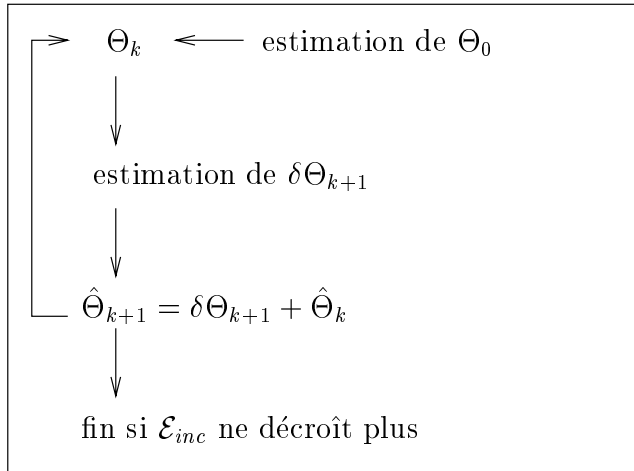 Θ_k estimation de Θ_0
estimation de δΘ_{k+1}
Θ̂_{k+1} = δΘ_{k+1} + Θ̂_k
fin si ℰ_{inc} ne décroît plus